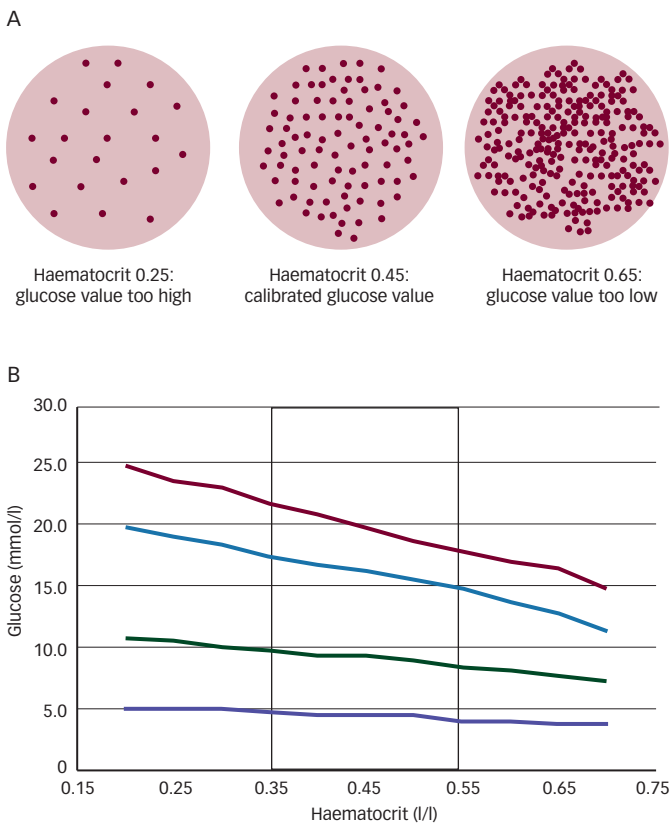 A
Haematocrit 0.25:
glucose value too high
Haematocrit 0.45:
calibrated glucose value
Haematocrit 0.65:
glucose value too low
B
30.0
25.0
20.0
15.0
10.0
5.0
0
Glucose (mmol/l)
0.15 0.25 0.35 0.45 0.55 0.65 0.75
Haematocrit (l/l)